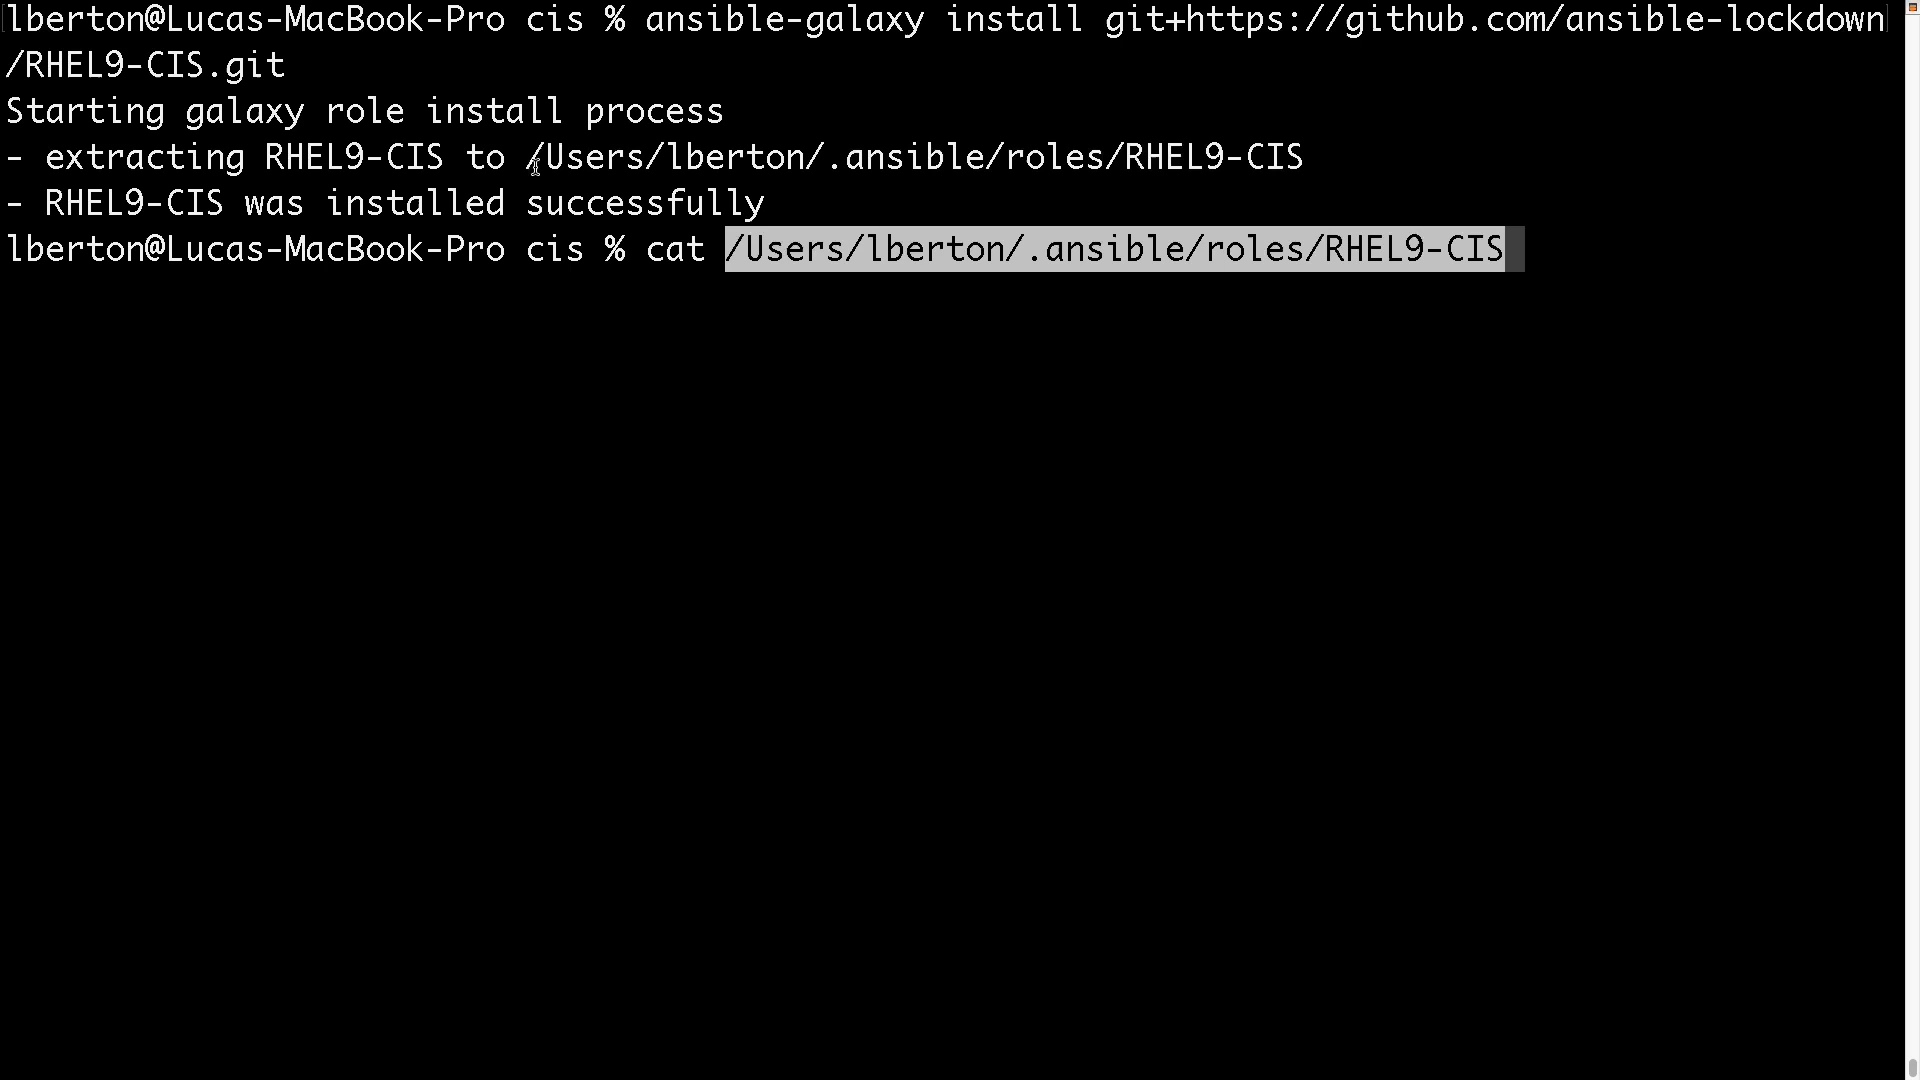 lberton@Lucas-MacBook-Pro cis % ansible-galaxy install git+https://github.com/ansible-lockdown
/RHEL9-CIS.git
Starting galaxy role install process
- extracting RHEL9-CIS to /Users/lberton/.ansible/roles/RHEL9-CIS
- RHEL9-CIS was installed successfully
lberton@Lucas-MacBook-Pro cis % cat /Users/lberton/.ansible/roles/RHEL9-CIS